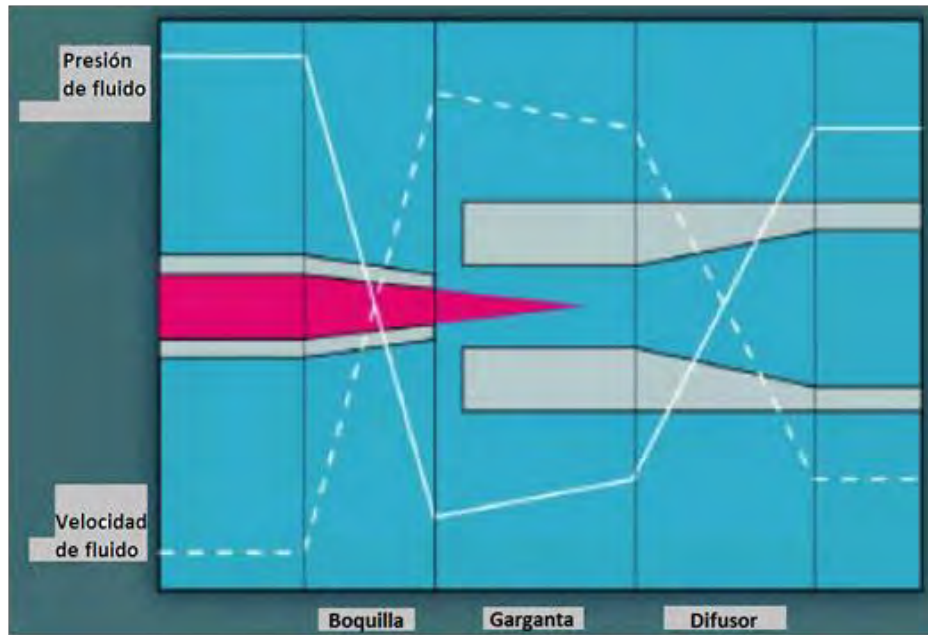 Presión
de fluido
Velocidad
de fluido
Boquilla
Garganta
Difusor